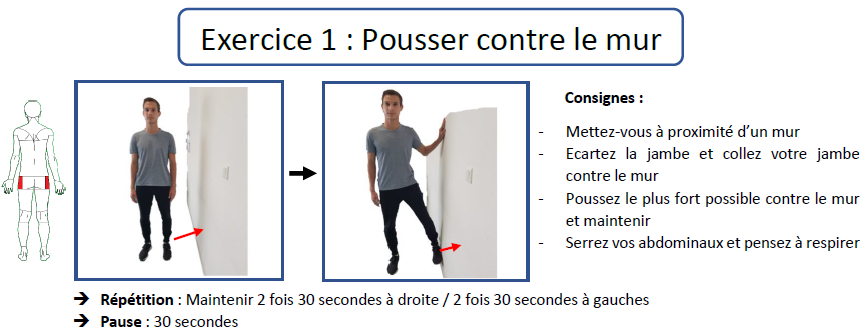 Exercice 1 : Pousser contre le mur
Consignes :
- Mettez-vous à proximité d’un mur
- Ecartez la jambe et collez votre jambe
contre le mur
- Poussez le plus fort possible contre le mur
et maintenir
- Serrez vos abdominaux et pensez à respirer
➔ Répétition : Maintenir 2 fois 30 secondes à droite / 2 fois 30 secondes à gauches
➔ Pause : 30 secondes